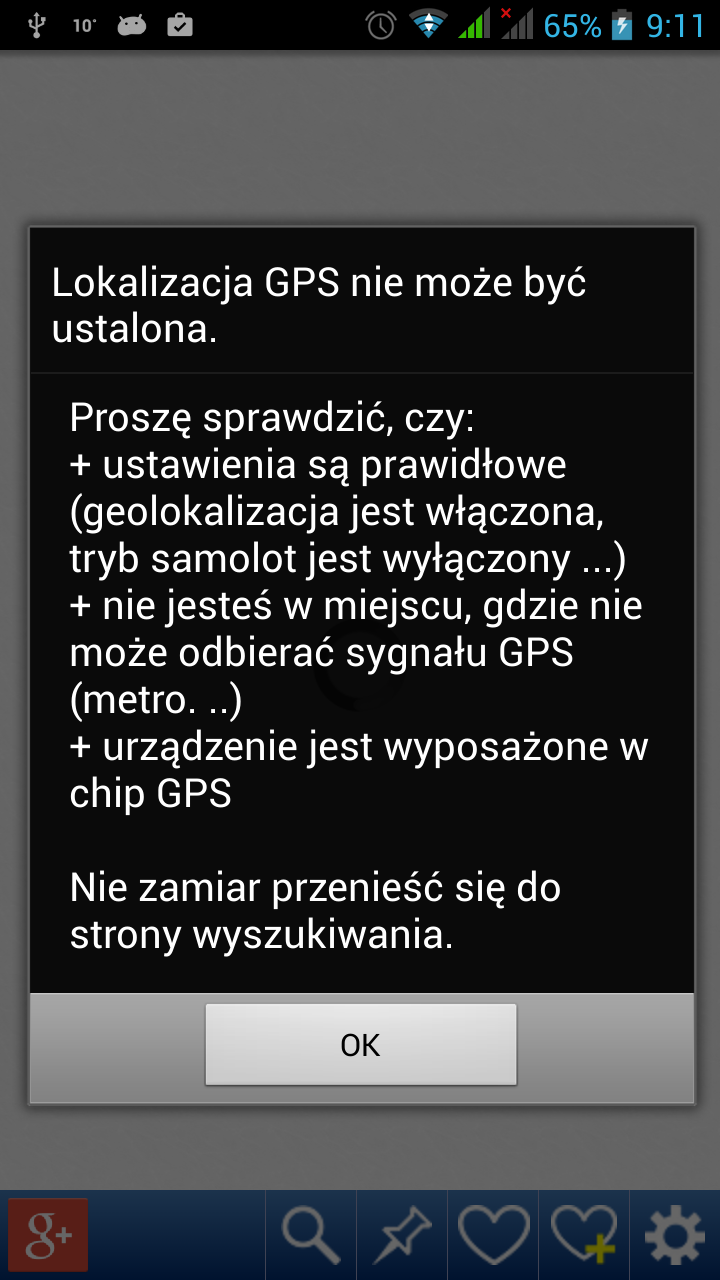 10° 65% 9:11
Lokalizacja GPS nie może być
ustalona.
Proszę sprawdzić, czy:
+ ustawienia są prawidłowe
(geolokalizacja jest włączona,
tryb samolot jest wyłączony ...)
+ nie jesteś w miejscu, gdzie nie
może odbierać sygnału GPS
(metro. ..)
+ urządzenie jest wyposażone w
chip GPS
Nie zamiar przenieść się do
strony wyszukiwania.
OK
g+